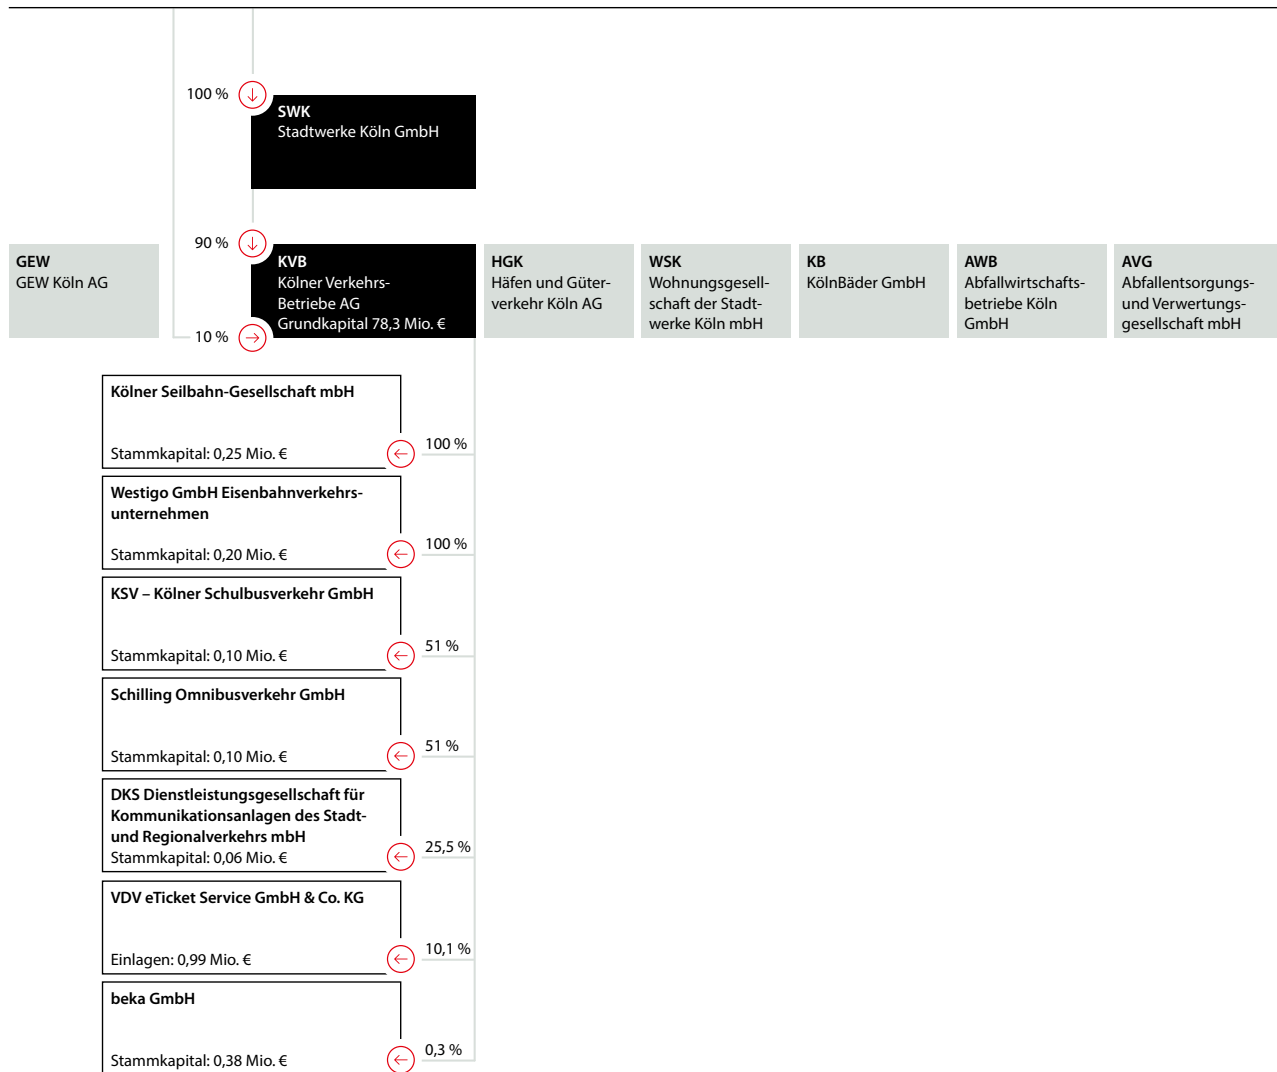 100 %
SWK
Stadtwerke Köln GmbH
90 %
GEW
GEW Köln AG
KVB
Kölner Verkehrs-
Betriebe AG
Grundkapital 78,3 Mio. €
10 %
HGK
Häfen und Güter-
verkehr Köln AG
WSK
Wohnungsgesell-
schaft der Stadt-
werke Köln mbH
KB
KölnBäder GmbH
AWB
Abfallwirtschafts-
betriebe Köln
GmbH
AVG
Abfallentsorgungs-
und Verwertungs-
gesellschaft mbH
Kölner Seilbahn-Gesellschaft mbH
Stammkapital: 0,25 Mio. €
100 %
Westigo GmbH Eisenbahnverkehrs-
unternehmen
Stammkapital: 0,20 Mio. €
100 %
KSV – Kölner Schulbusverkehr GmbH
Stammkapital: 0,10 Mio. €
51 %
Schilling Omnibusverkehr GmbH
Stammkapital: 0,10 Mio. €
51 %
DKS Dienstleistungsgesellschaft für
Kommunikationsanlagen des Stadt-
und Regionalverkehrs mbH
Stammkapital: 0,06 Mio. €
25,5 %
VDV eTicket Service GmbH & Co. KG
Einlagen: 0,99 Mio. €
10,1 %
beka GmbH
Stammkapital: 0,38 Mio. €
0,3 %